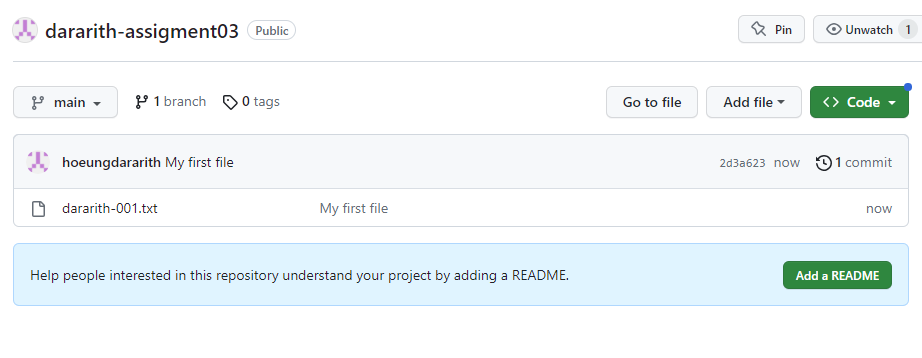 dararith-assigment03 Public Pin Unwatch 1
main 1 branch 0 tags Go to file Add file Code
hoeungdararith My first file 2d3a623 now 1 commit
dararith-001.txt My first file now
Help people interested in this repository understand your project by adding a README. Add a README